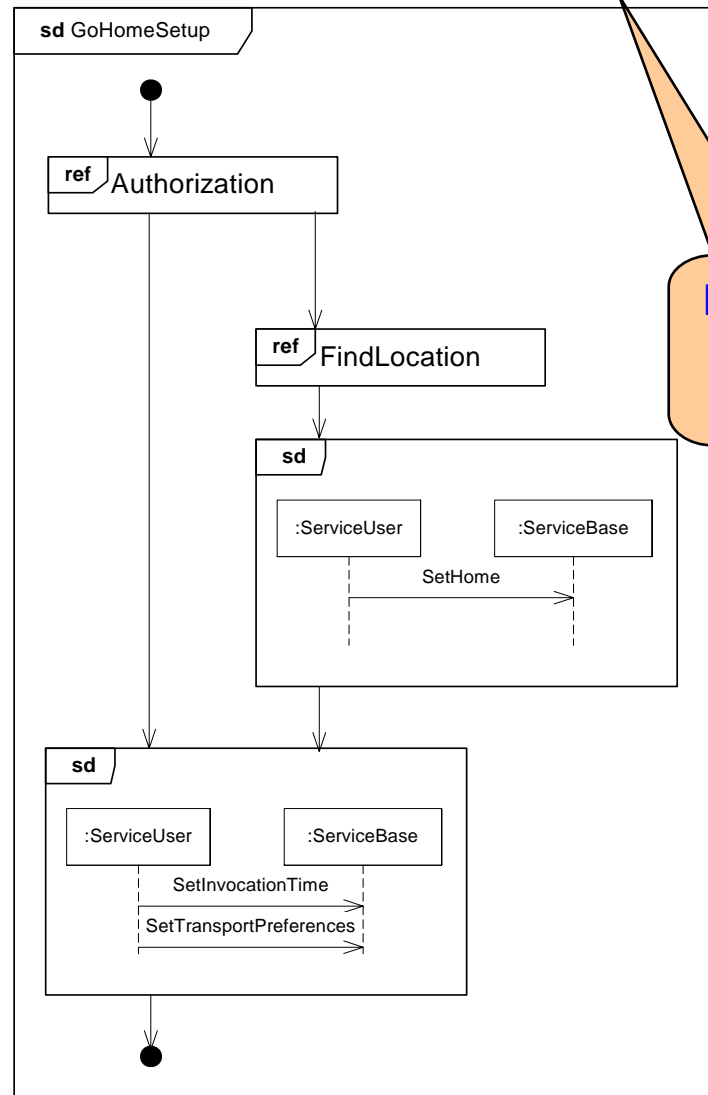 sd GoHomeSetup
ref Authorization
ref FindLocation
sd
:ServiceUser :ServiceBase
SetHome
sd
:ServiceUser :ServiceBase
SetInvocationTime
SetTransportPreferences